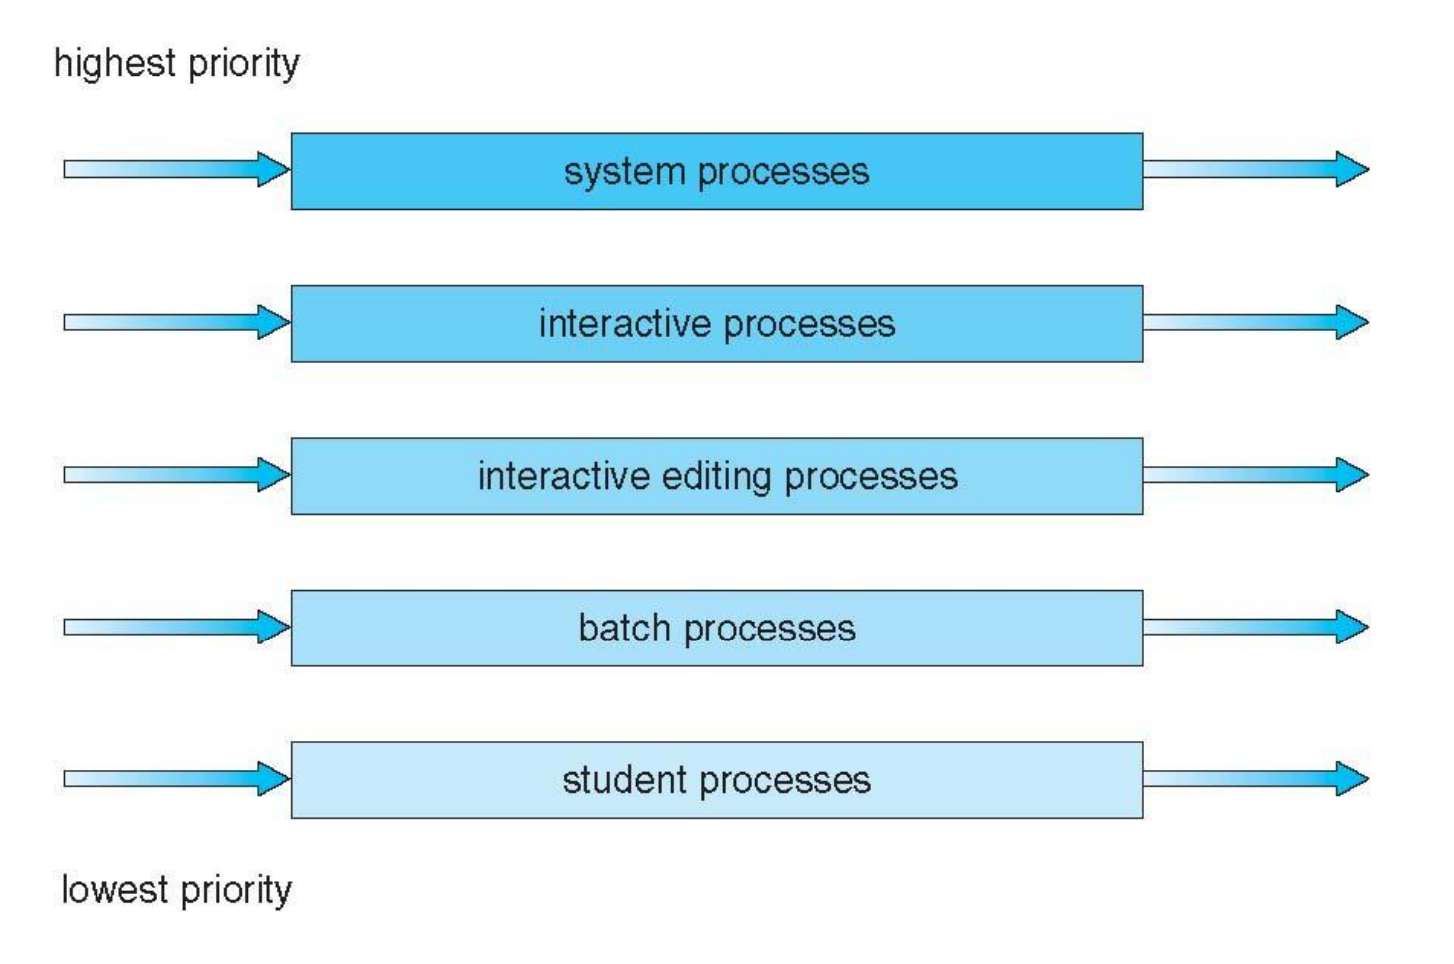 highest priority
system processes
interactive processes
interactive editing processes
batch processes
student processes
lowest priority